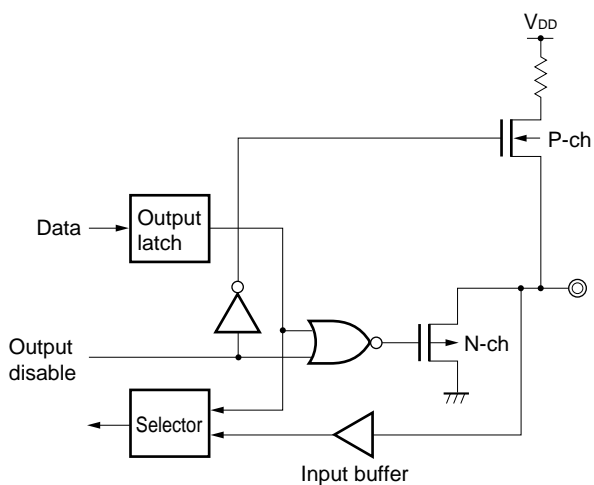 VDD
P-ch
Data
Output
latch
N-ch
Output
disable
Selector
Input buffer